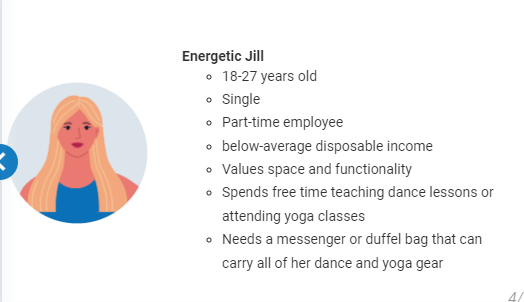 Energetic Jill
18-27 years old
Single
Part-time employee
below-average disposable income
Values space and functionality
Spends free time teaching dance lessons or
attending yoga classes
Needs a messenger or duffel bag that can
carry all of her dance and yoga gear
4/